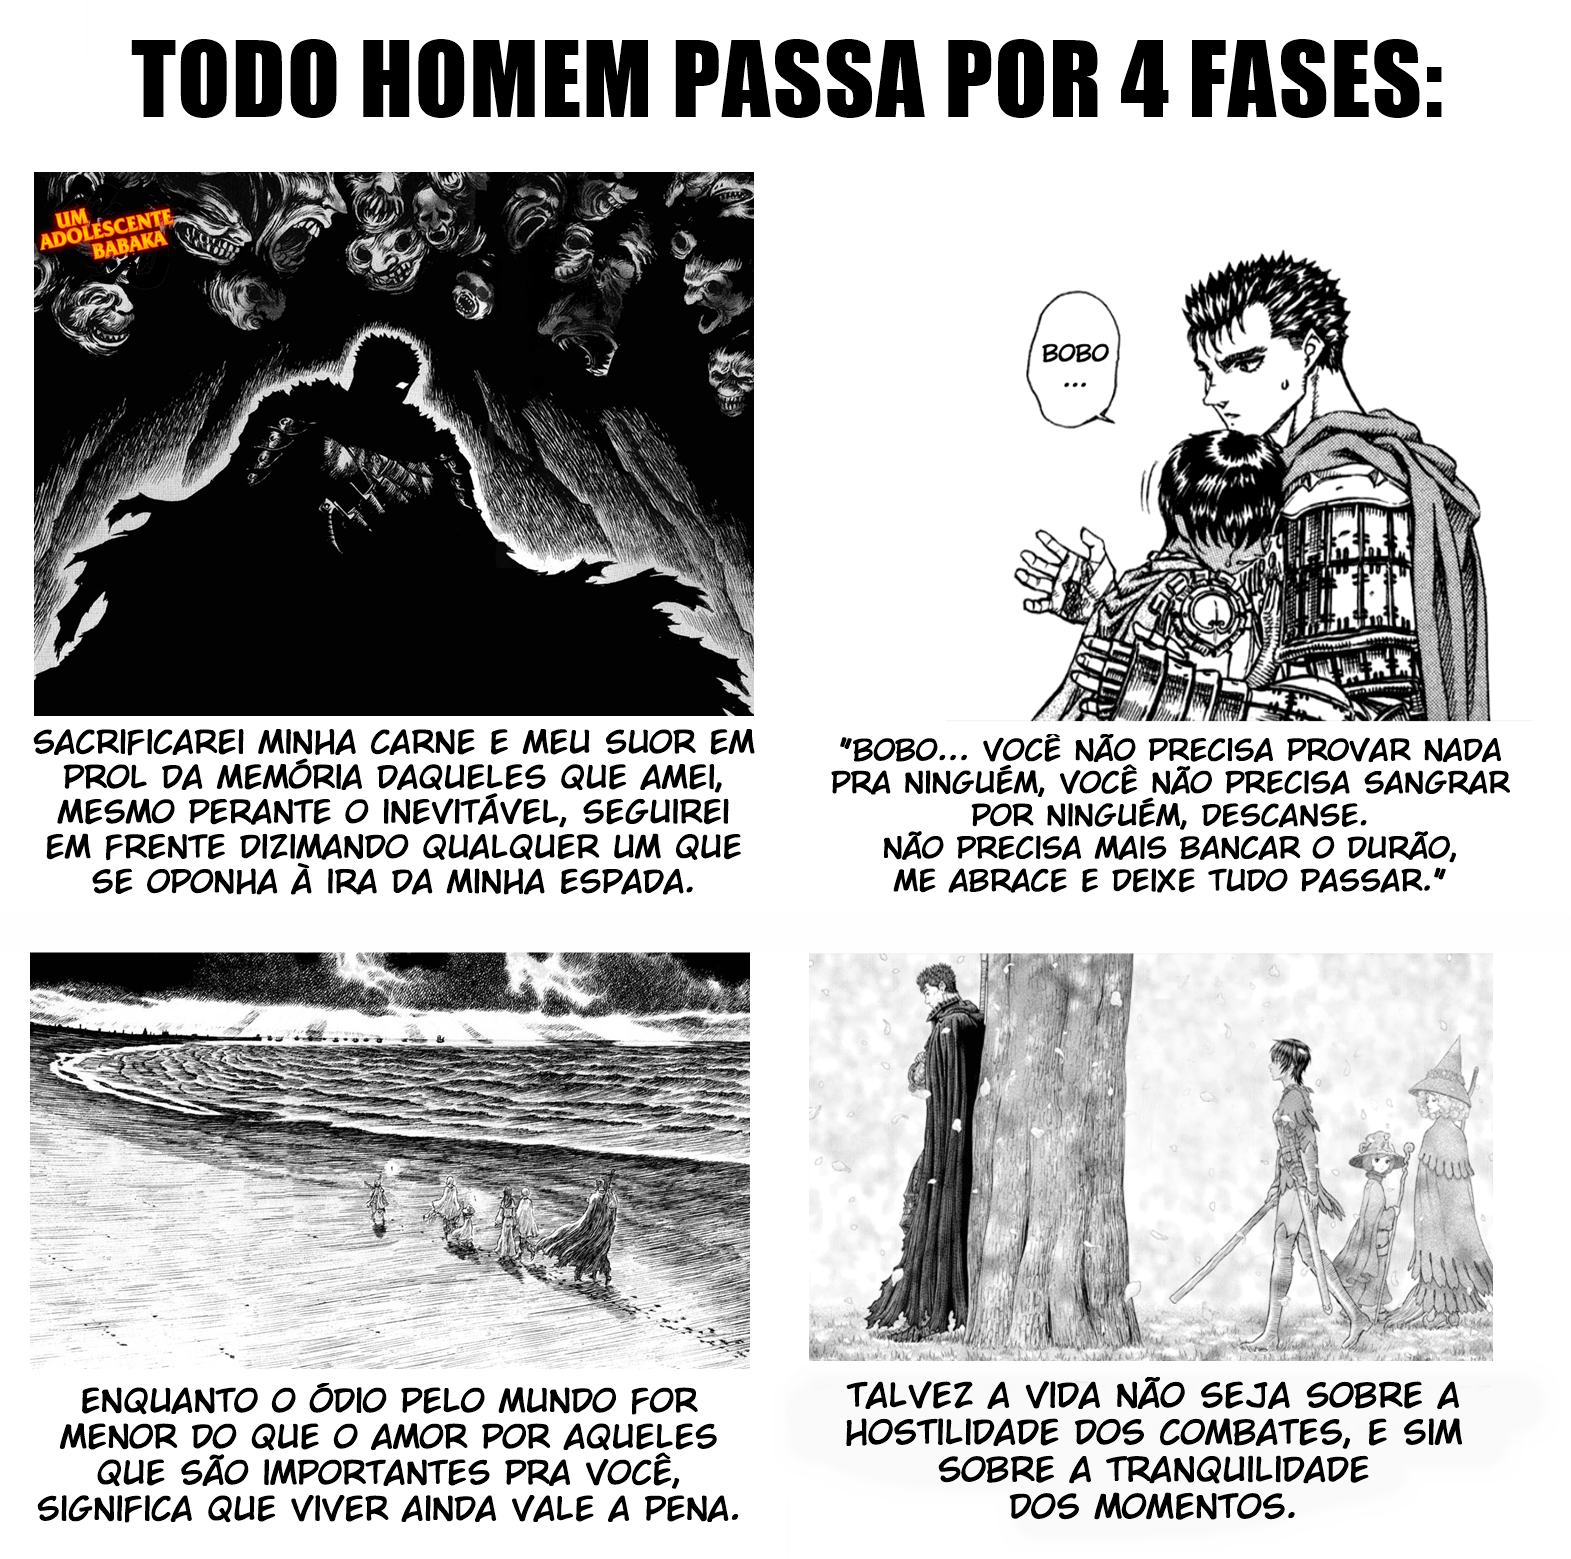 TODO HOMEM PASSA POR 4 FASES:
UM
ADOLESCENTE
BABAKA
SACRIFICAREI MINHA CARNE E MEU SUOR EM
PROL DA MEMÓRIA DAQUELES QUE AMEI,
MESMO PERANTE O INEVITÁVEL, SEGUIREI
EM FRENTE DIZIMANDO QUALQUER UM QUE
SE OPONHA À IRA DA MINHA ESPADA.
BOBO
...
"BOBO... VOCÊ NÃO PRECISA PROVAR NADA
PRA NINGUÉM, VOCÊ NÃO PRECISA SANGRAR
POR NINGUÉM, DESCANSE.
NÃO PRECISA MAIS BANCAR O DURÃO,
ME ABRACE E DEIXE TUDO PASSAR."
ENQUANTO O ÓDIO PELO MUNDO FOR
MENOR DO QUE O AMOR POR AQUELES
QUE SÃO IMPORTANTES PRA VOCÊ,
SIGNIFICA QUE VIVER AINDA VALE A PENA.
TALVEZ A VIDA NÃO SEJA SOBRE A
HOSTILIDADE DOS COMBATES, E SIM
SOBRE A TRANQUILIDADE
DOS MOMENTOS.